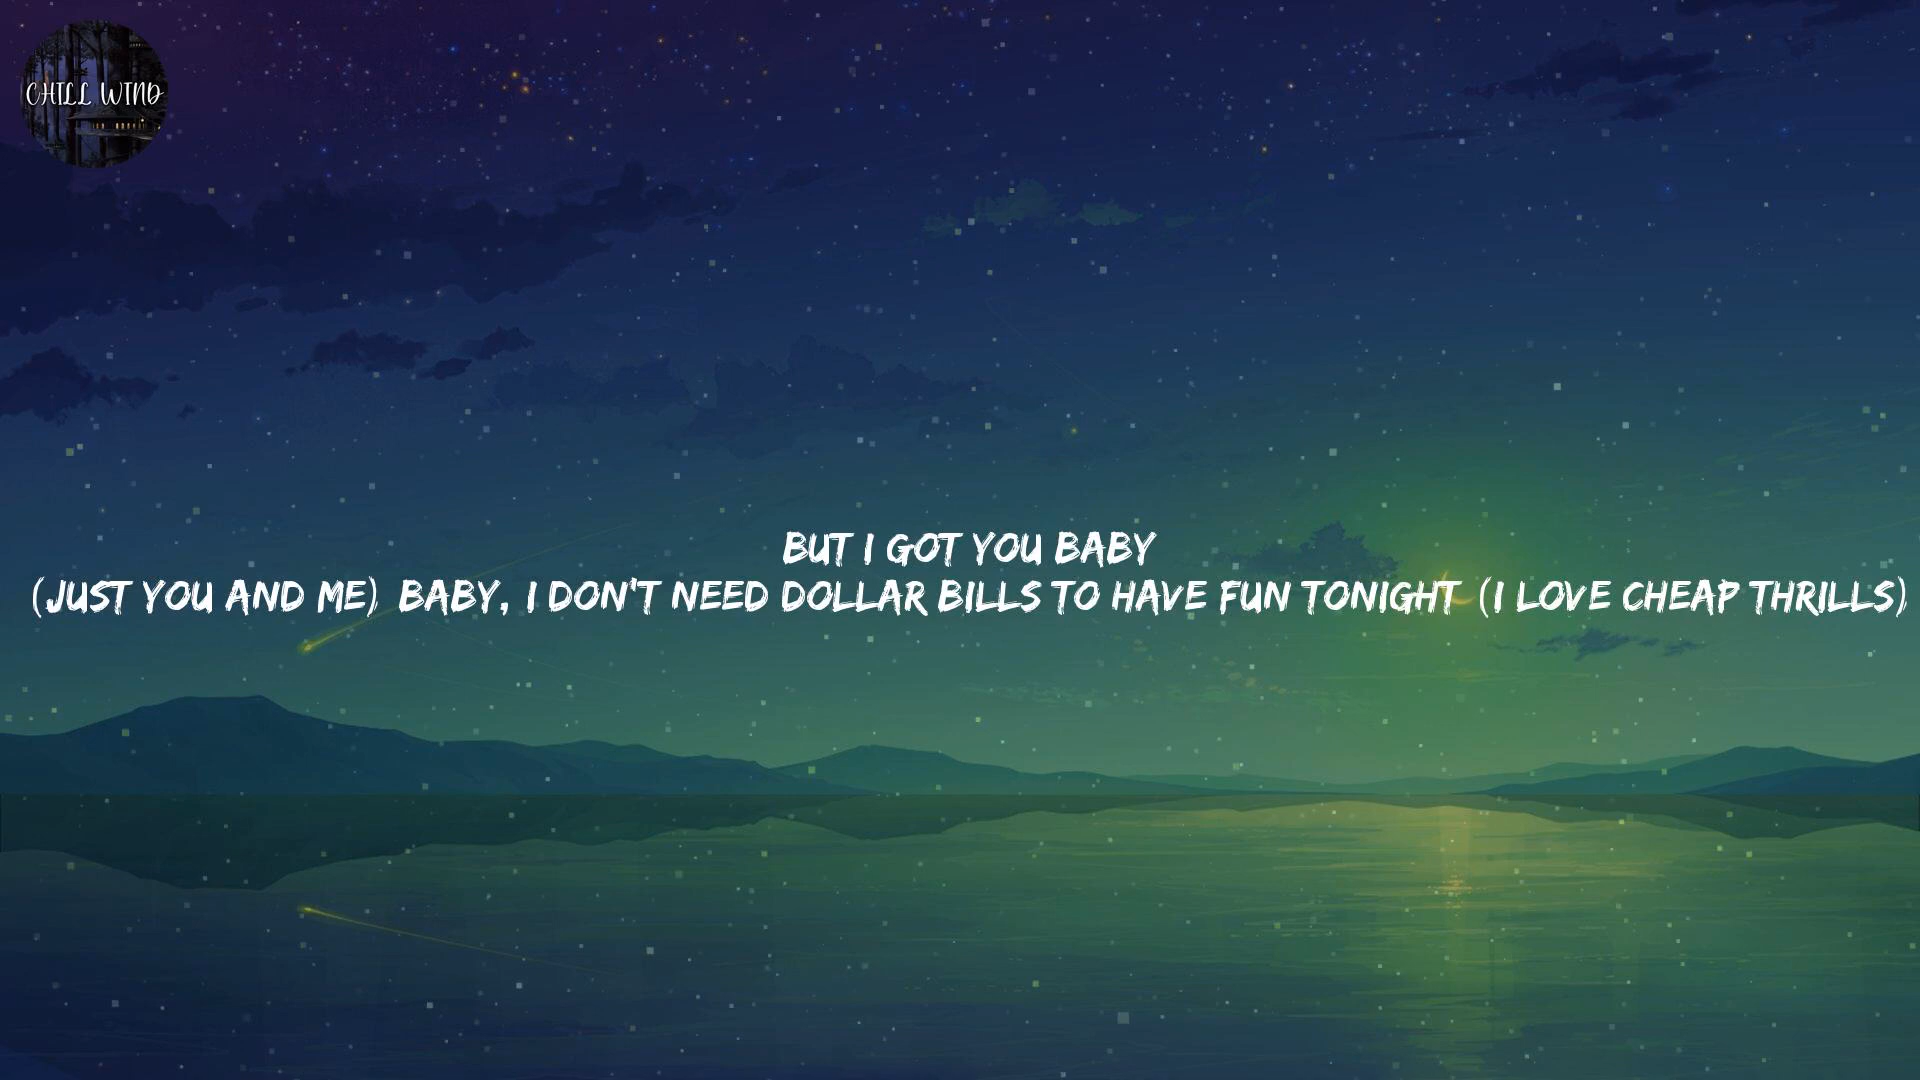 CHILL WIND
BUT I GOT YOU BABY
(JUST YOU AND ME) BABY, I DON'T NEED DOLLAR BILLS TO HAVE FUN TONIGHT (I LOVE CHEAP THRILLS)